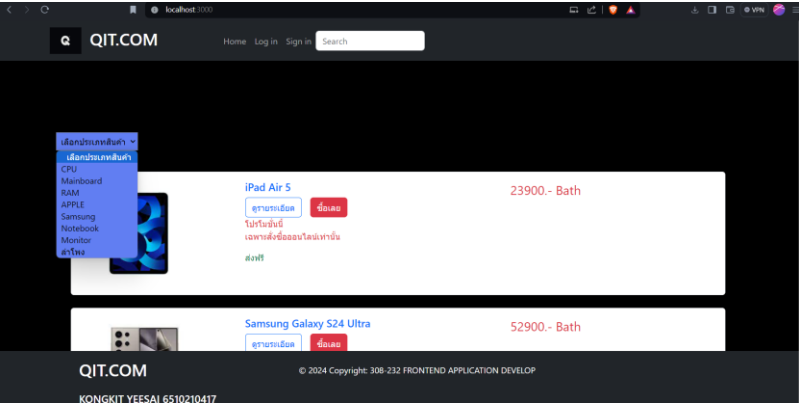 localhost:3000
VPN
Q QIT.COM Home Log in Sign in Search
เลือกประเภทสินค้า
เลือกประเภทสินค้า
CPU
Mainboard
RAM
APPLE
Samsung
Notebook
Monitor
ลำโพง
iPad Air 5
23900.- Bath
ดูรายระเอียด ซื้อเลย
โปรโมชั่นนี้
เฉพาะสั่งซื้อออนไลน์เท่านั้น
ส่งฟรี
Samsung Galaxy S24 Ultra
52900.- Bath
ดูรายระเอียด ซื้อเลย
QIT.COM
© 2024 Copyright: 308-232 FRONTEND APPLICATION DEVELOP
KONGKIT YEESAI 6510210417